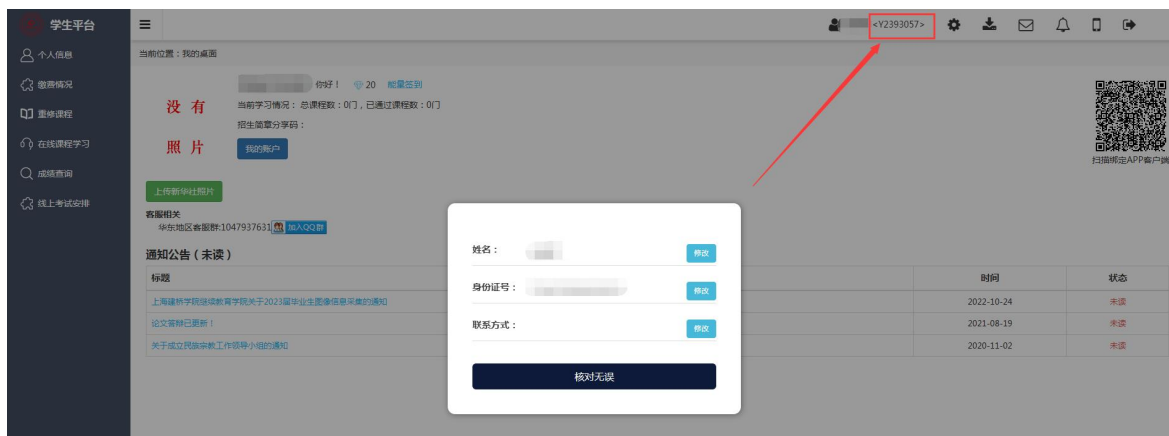 学生平台
<Y2393057>
个人信息
缴费情况
重修课程
在线课程学习
成绩查询
线上考试安排
当前位置：我的桌面
没 有
照 片
你好！ 20 能量签到
当前学习情况： 总课程数：0门，已通过课程数：0门
招生简章分享码：
我的账户
扫描绑定APP客户端
上传新华社照片
客服相关
华东地区客服群:1047937631 加入QQ群
通知公告（未读）
标题 时间 状态
上海建桥学院继续教育学院关于2023届毕业生图像信息采集的通知 2022-10-24 未读
论文答辩已更新！ 2021-08-19 未读
关于成立民族宗教工作领导小组的通知 2020-11-02 未读
姓名： 修改
身份证号： 修改
联系方式： 修改
核对无误